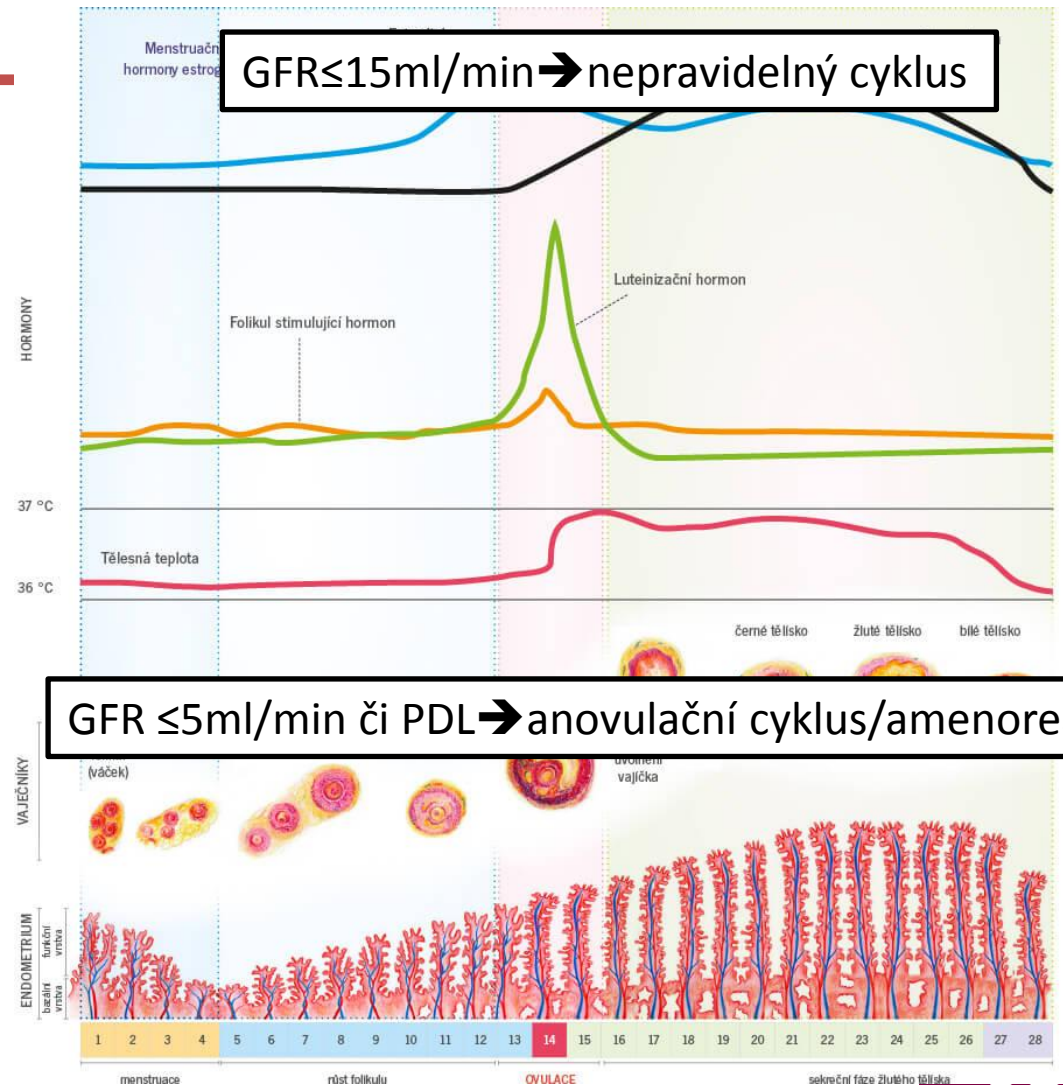 Menstruačn
hormony estrog
GFR≤15ml/min➔nepravidelný cyklus
HORMONY
Luteinizační hormon
Folikul stimulující hormon
37 °C
Tělesná teplota
36 °C
černé tělísko žluté tělísko bílé tělísko
GFR ≤5ml/min či PDL➔anovulační cyklus/amenore
VAJEČNÍKY
(váček)
uvolnění
vajíčka
ENDOMETRIUM
funkční
vrstva
bazální
vrstva
1 2 3 4 5 6 7 8 9 10 11 12 13 14 15 16 17 18 19 20 21 22 23 24 25 26 27 28
menstruace růst folikulu OVULACE sekreční fáze žlutého tělíska